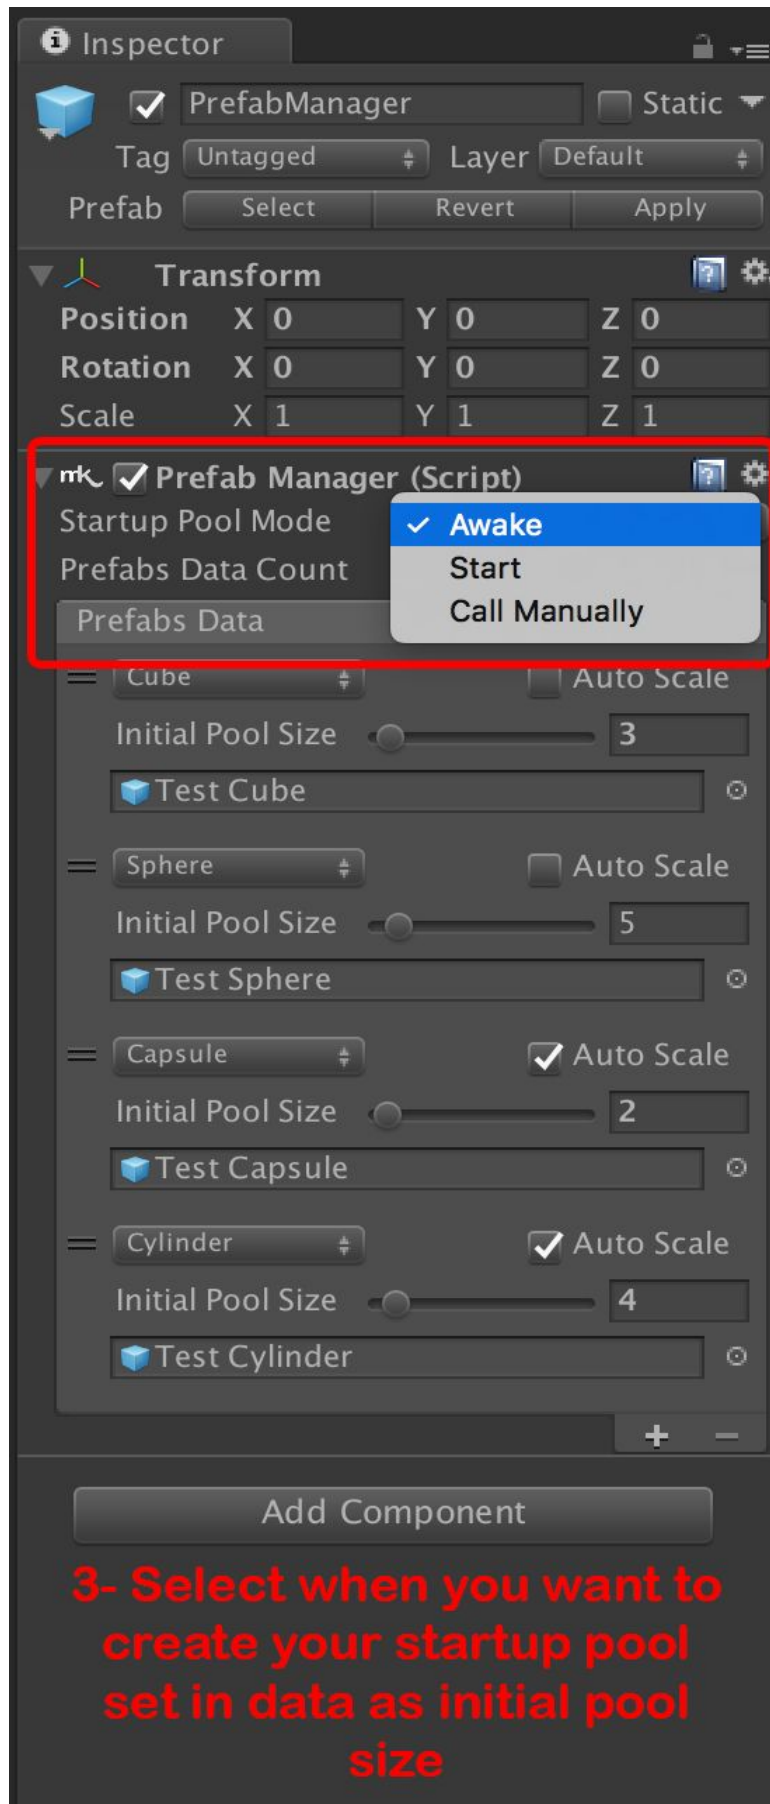 Inspector
PrefabManager Static
Tag Untagged Layer Default
Prefab Select Revert Apply
Transform
Position X 0 Y 0 Z 0
Rotation X 0 Y 0 Z 0
Scale X 1 Y 1 Z 1
mk Prefab Manager (Script)
Startup Pool Mode ✓ Awake
Prefabs Data Count Start
Prefabs Data Call Manually
Cube Auto Scale
Initial Pool Size 3
Test Cube
Sphere Auto Scale
Initial Pool Size 5
Test Sphere
Capsule Auto Scale
Initial Pool Size 2
Test Capsule
Cylinder Auto Scale
Initial Pool Size 4
Test Cylinder
+ −
Add Component
3- Select when you want to
create your startup pool
set in data as initial pool
size